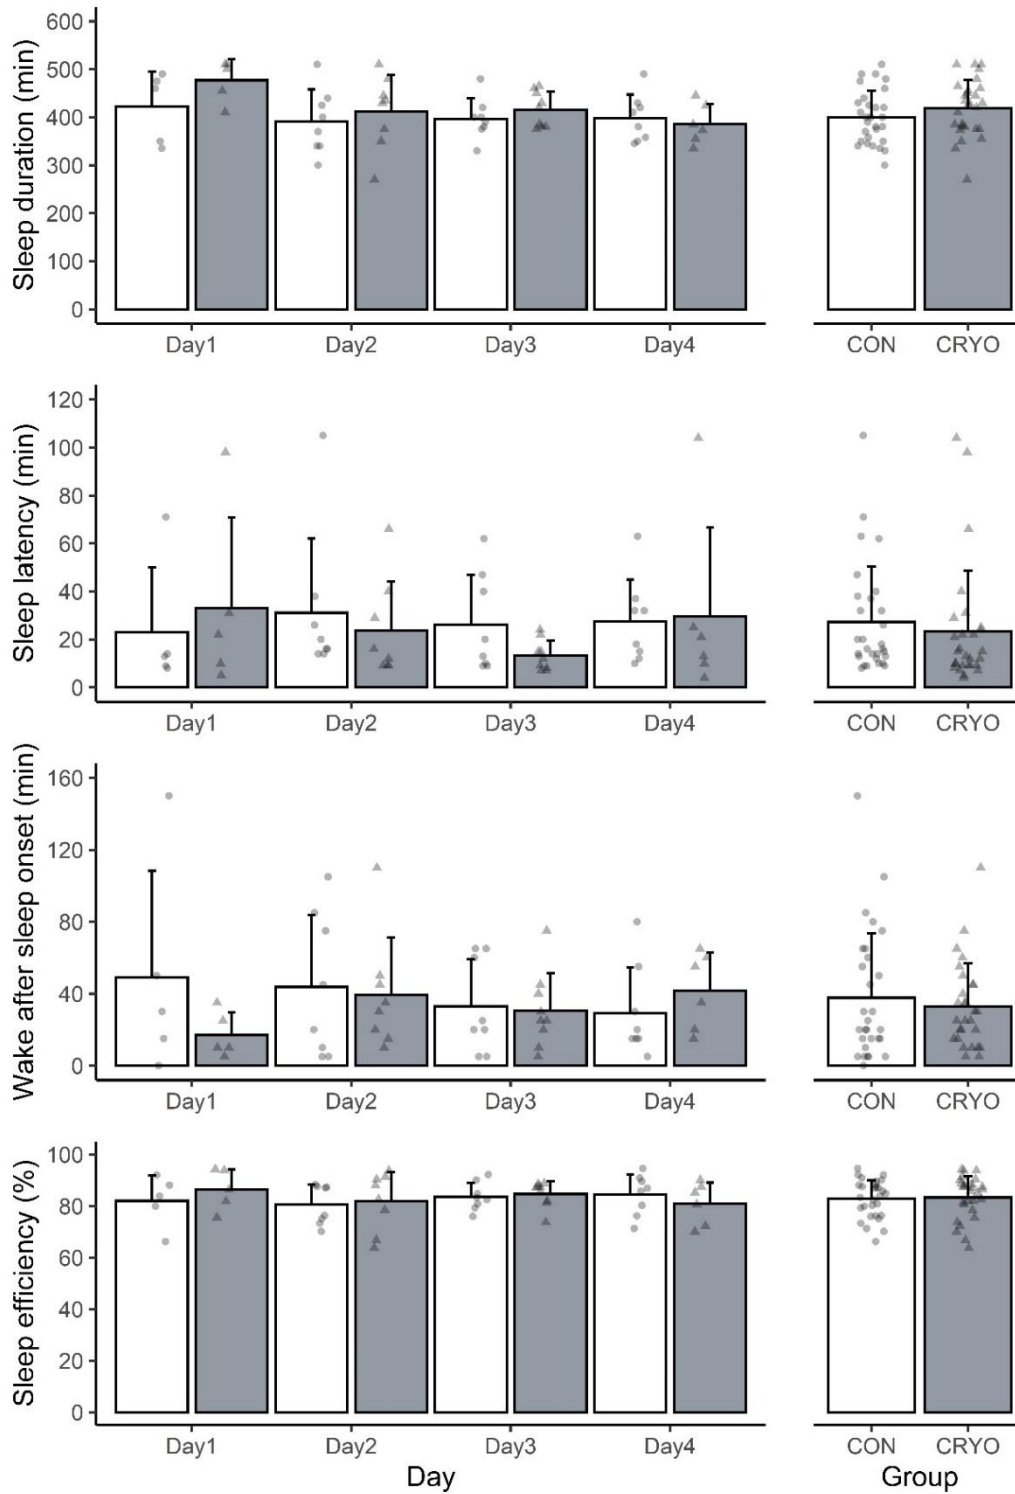 Sleep duration (min)
600
500
400
300
200
100
0
Day1 Day2 Day3 Day4 CON CRYO
Sleep latency (min)
120
100
80
60
40
20
0
Day1 Day2 Day3 Day4 CON CRYO
Wake after sleep onset (min)
160
120
80
40
0
Day1 Day2 Day3 Day4 CON CRYO
Sleep efficiency (%)
100
80
60
40
20
0
Day1 Day2 Day3 Day4 CON CRYO
Day Group